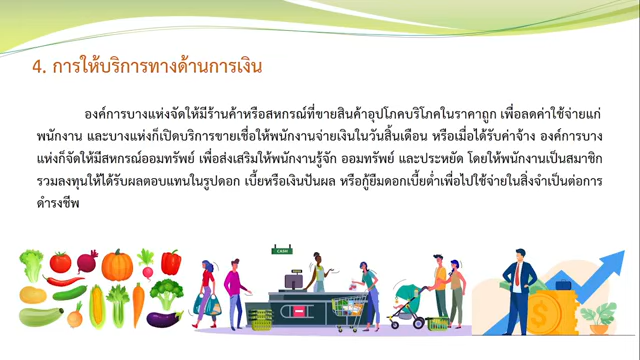 4. การให้บริการทางด้านการเงิน
องค์การบางแห่งจัดให้มีร้านค้าหรือสหกรณ์ที่ขายสินค้าอุปโภคบริโภคในราคาถูก เพื่อลดค่าใช้จ่ายแก่
พนักงาน และบางแห่งก็เปิดบริการขายเชื่อให้พนักงานจ่ายเงินในวันสิ้นเดือน หรือเมื่อได้รับค่าจ้าง องค์การบาง
แห่งก็จัดให้มีสหกรณ์ออมทรัพย์ เพื่อส่งเสริมให้พนักงานรู้จัก ออมทรัพย์ และประหยัด โดยให้พนักงานเป็นสมาชิก
รวมลงทุนให้ได้รับผลตอบแทนในรูปดอก เบี้ยหรือเงินปันผล หรือกู้ยืมดอกเบี้ยต่ำเพื่อไปใช้จ่ายในสิ่งจำเป็นต่อการ
ดำรงชีพ